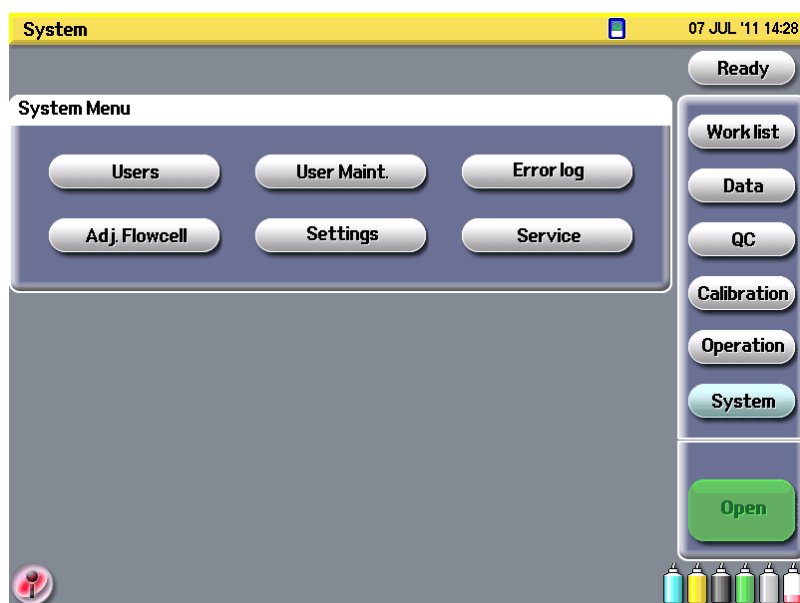 System
07 JUL '11 14:28
Ready
System Menu
Work list
Users
User Maint.
Error log
Data
Adj. Flowcell
Settings
Service
QC
Calibration
Operation
System
Open